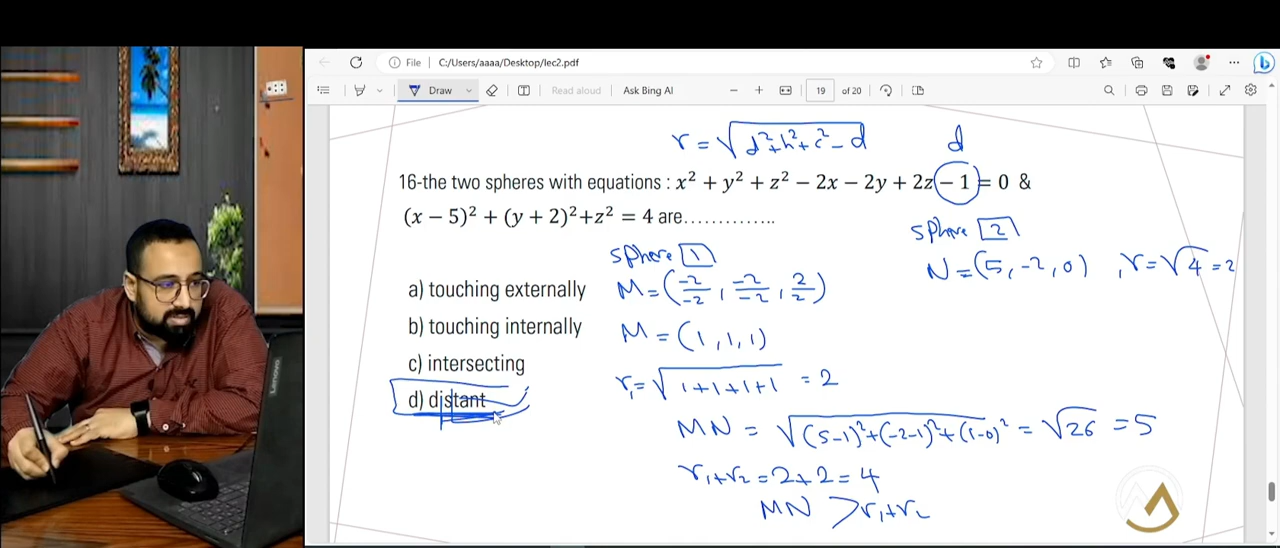 File C:/Users/aaaa/Desktop/lec2.pdf
Draw Read aloud Ask Bing AI 19 of 20
r = √d²+h²+c²-d d
16-the two spheres with equations : x² + y² + z² − 2x − 2y + 2z − 1 = 0 &
(x − 5)² + (y + 2)²+z² = 4 are..............
Sphere 1
Sphere 2
M = (-2/-2 , -2/-2 , 2/2)
N = (5, -2, 0) , r = √4 = 2
a) touching externally
b) touching internally
M = (1, 1, 1)
c) intersecting
r₁ = √1+1+1+1 = 2
d) distant
MN = √(5-1)²+(-2-1)²+(1-0)² = √26 = 5
r₁+r₂ = 2+2 = 4
MN > r₁+r₂
Lenovo